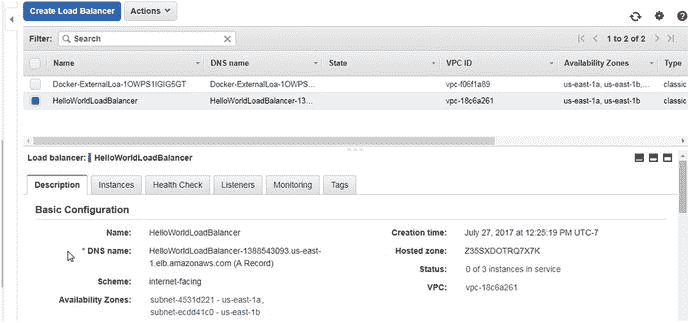 Create Load Balancer Actions
Filter: Search 1 to 2 of 2
Name DNS name State VPC ID Availability Zones Type
Docker-ExternalLoa-1OWPS1IGIG5GT Docker-ExternalLoa-1OWPS... vpc-f06f1a89 us-east-1a, us-east-1b,... classic
HelloWorldLoadBalancer HelloWorldLoadBalancer-13... vpc-18c6a261 us-east-1a, us-east-1b classic
Load balancer: HelloWorldLoadBalancer
Description Instances Health Check Listeners Monitoring Tags
Basic Configuration
Name: HelloWorldLoadBalancer Creation time: July 27, 2017 at 12:25:19 PM UTC-7
* DNS name: HelloWorldLoadBalancer-1388543093.us-east- Hosted zone: Z35SXDOTRQ7X7K
1.elb.amazonaws.com (A Record)
Status: 0 of 3 instances in service
Scheme: internet-facing VPC: vpc-18c6a261
Availability Zones: subnet-4531d221 - us-east-1a,
subnet-ecdd41c0 - us-east-1b